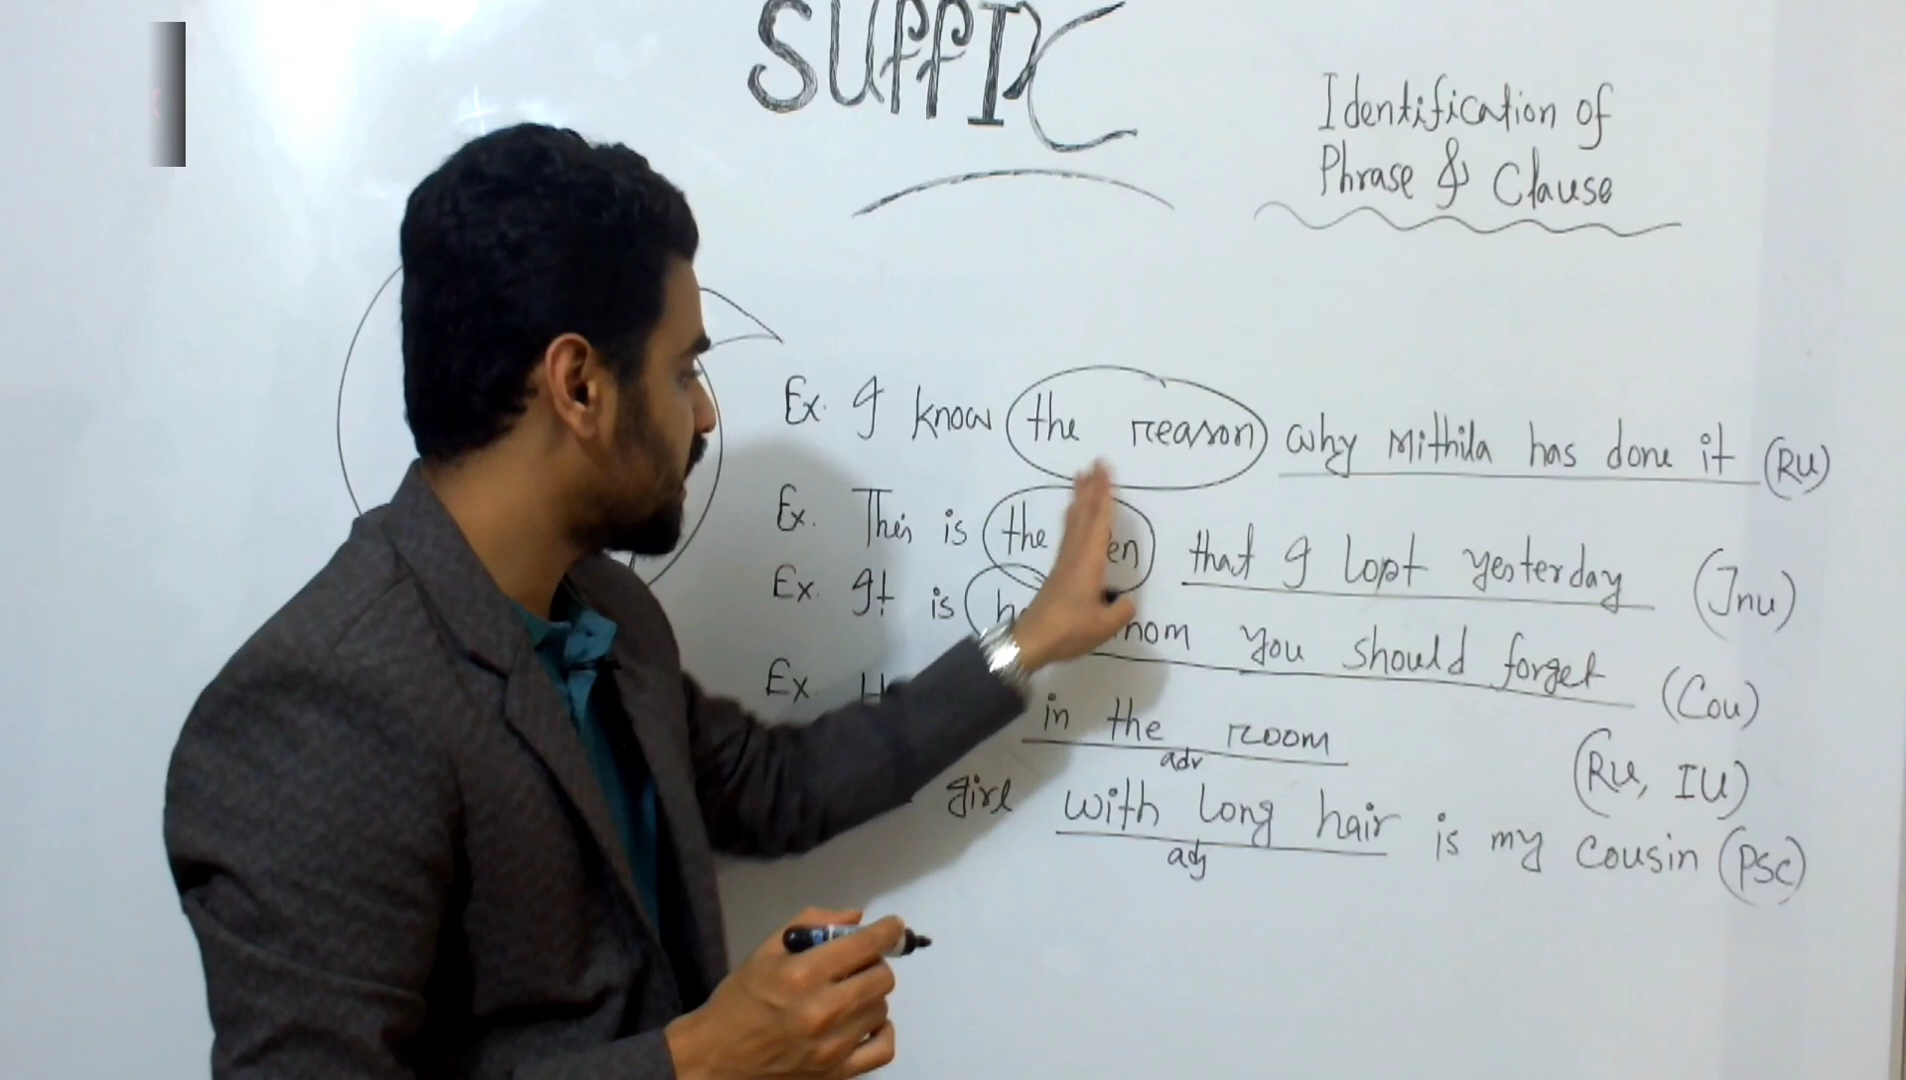 SUFFIX
Identification of
Phrase & Clause
Ex. I know the reason why Mithila has done it (RU)
Ex. This is the that I lopt yesterday (Jnu)
Ex. It is you should forget (Cou)
Ex. in the room (RU, IU)
adv
girl with long hair is my cousin (PSC)
adj